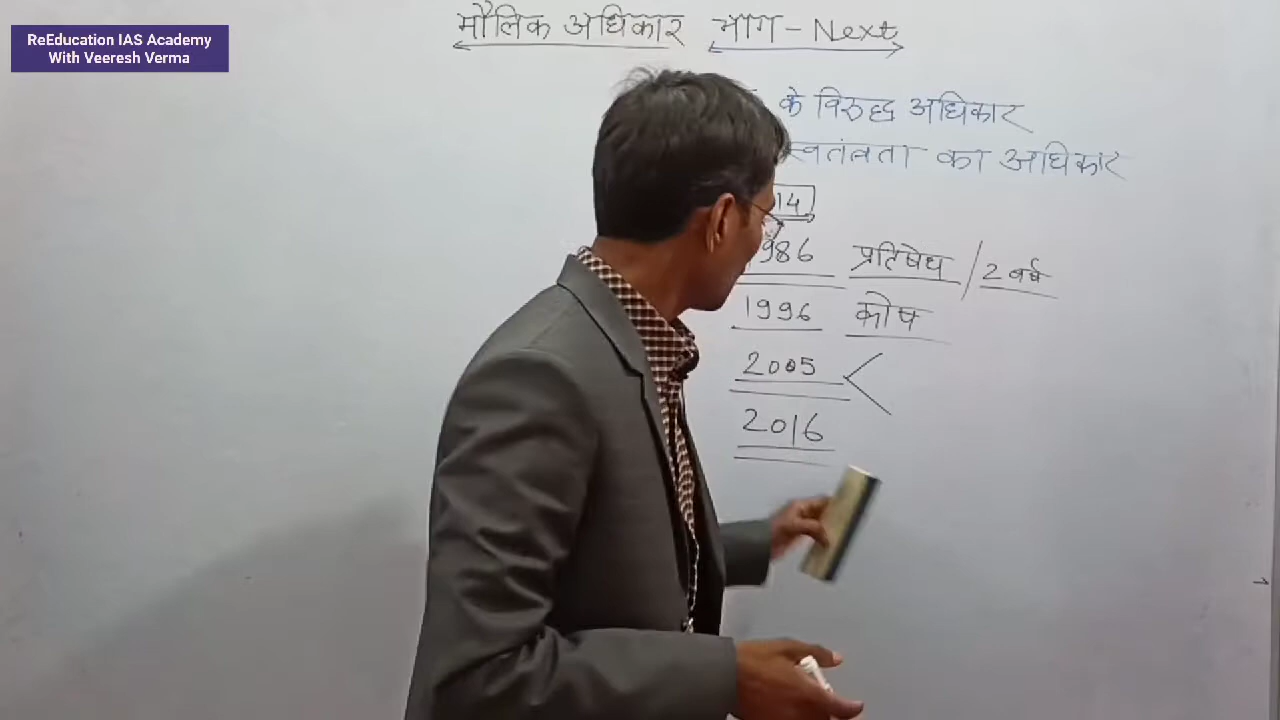 ReEducation IAS Academy
With Veeresh Verma
मौलिक अधिकार भाग - Next
के विरुद्ध अधिकार
स्वतंत्रता का अधिकार
14
1986 प्रतिषेध / 2 वर्ष
1996 कोष
2005
2016